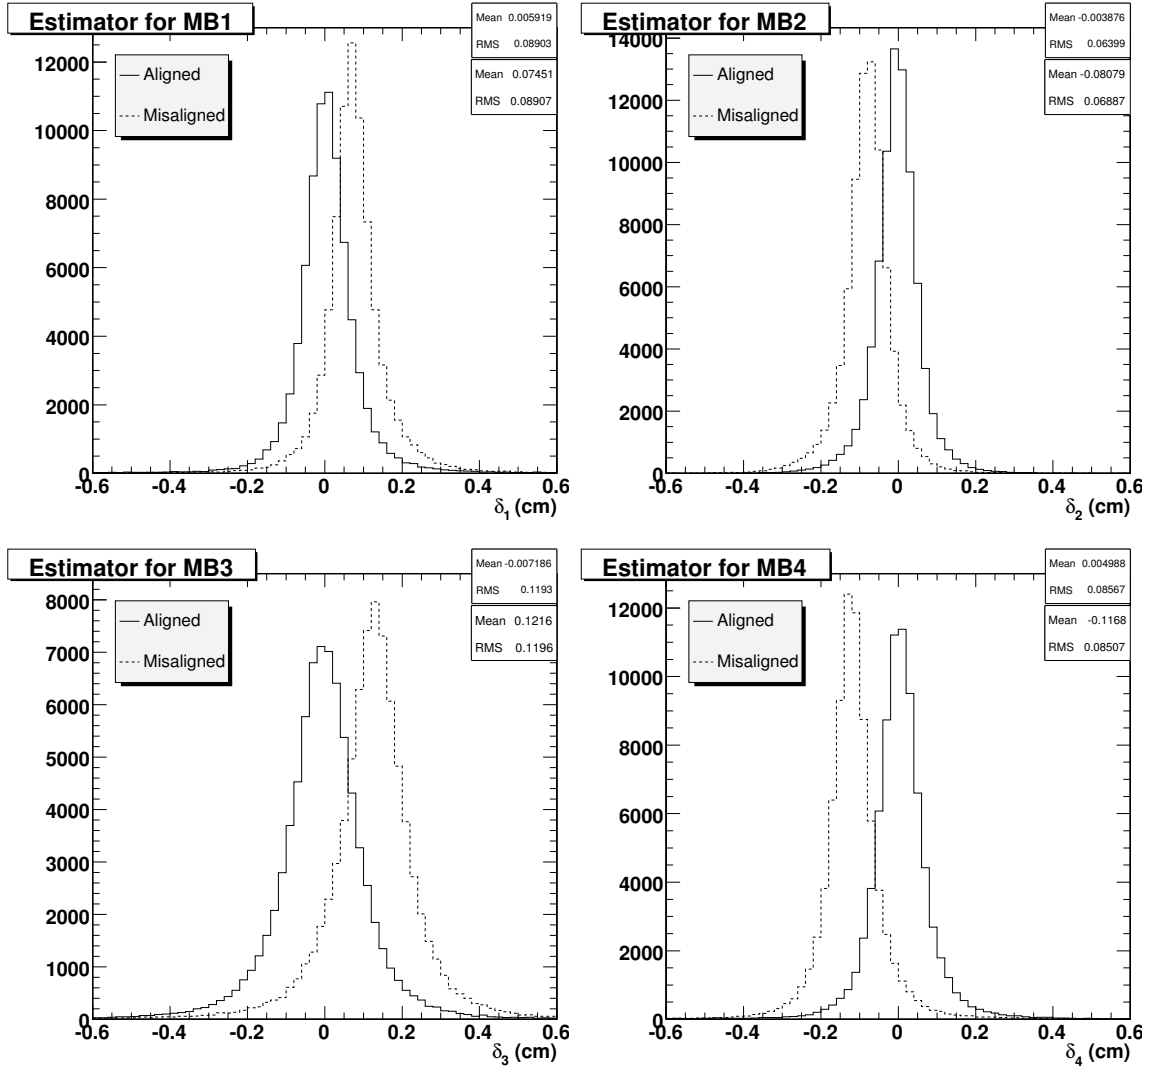 Estimator for MB1
Mean 0.005919
RMS 0.08903
Mean 0.07451
RMS 0.08907
Aligned
Misaligned
12000
10000
8000
6000
4000
2000
0
-0.6 -0.4 -0.2 0 0.2 0.4 0.6
δ1 (cm)
Estimator for MB2
Mean -0.003876
RMS 0.06399
Mean -0.08079
RMS 0.06887
Aligned
Misaligned
14000
12000
10000
8000
6000
4000
2000
0
-0.6 -0.4 -0.2 0 0.2 0.4 0.6
δ2 (cm)
Estimator for MB3
Mean -0.007186
RMS 0.1193
Mean 0.1216
RMS 0.1196
Aligned
Misaligned
8000
7000
6000
5000
4000
3000
2000
1000
0
-0.6 -0.4 -0.2 0 0.2 0.4 0.6
δ3 (cm)
Estimator for MB4
Mean 0.004988
RMS 0.08567
Mean -0.1168
RMS 0.08507
Aligned
Misaligned
12000
10000
8000
6000
4000
2000
0
-0.6 -0.4 -0.2 0 0.2 0.4 0.6
δ4 (cm)